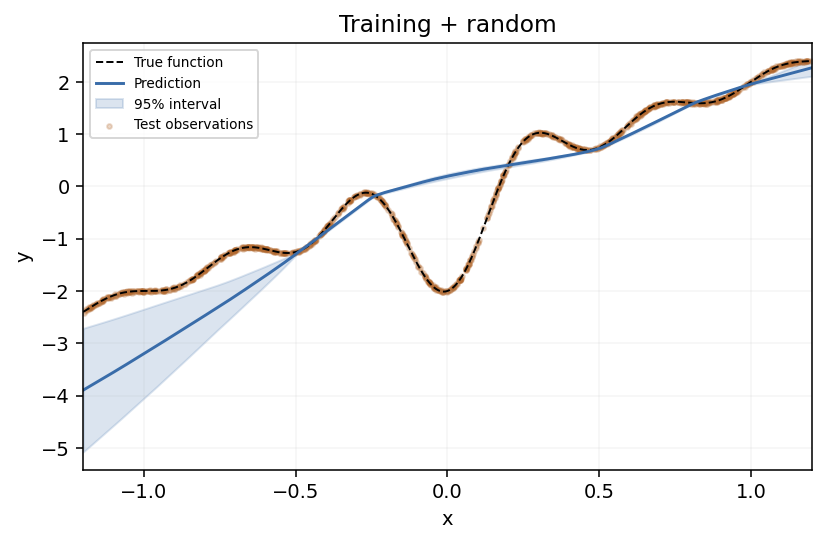 Training + random
True function
Prediction
95% interval
Test observations
y
2
1
0
−1
−2
−3
−4
−5
−1.0
−0.5
0.0
0.5
1.0
x